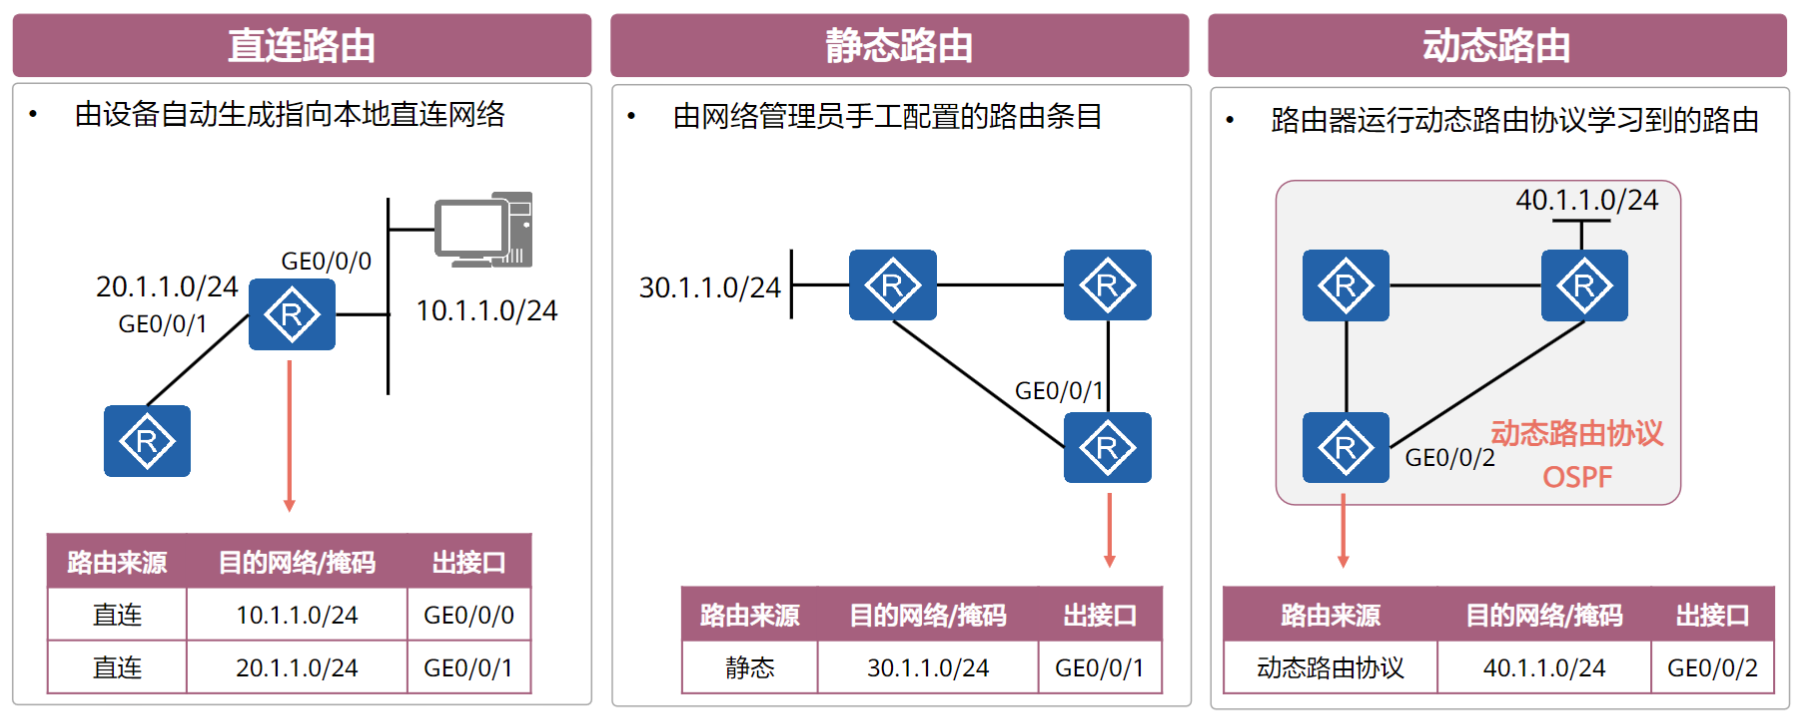 直连路由
由设备自动生成指向本地直连网络
GE0/0/0
20.1.1.0/24
GE0/0/1
R
10.1.1.0/24
R
路由来源 目的网络/掩码 出接口
直连 10.1.1.0/24 GE0/0/0
直连 20.1.1.0/24 GE0/0/1
静态路由
由网络管理员手工配置的路由条目
30.1.1.0/24
R
R
GE0/0/1
R
路由来源 目的网络/掩码 出接口
静态 30.1.1.0/24 GE0/0/1
动态路由
路由器运行动态路由协议学习到的路由
40.1.1.0/24
R
R
R
GE0/0/2
动态路由协议
OSPF
路由来源 目的网络/掩码 出接口
动态路由协议 40.1.1.0/24 GE0/0/2